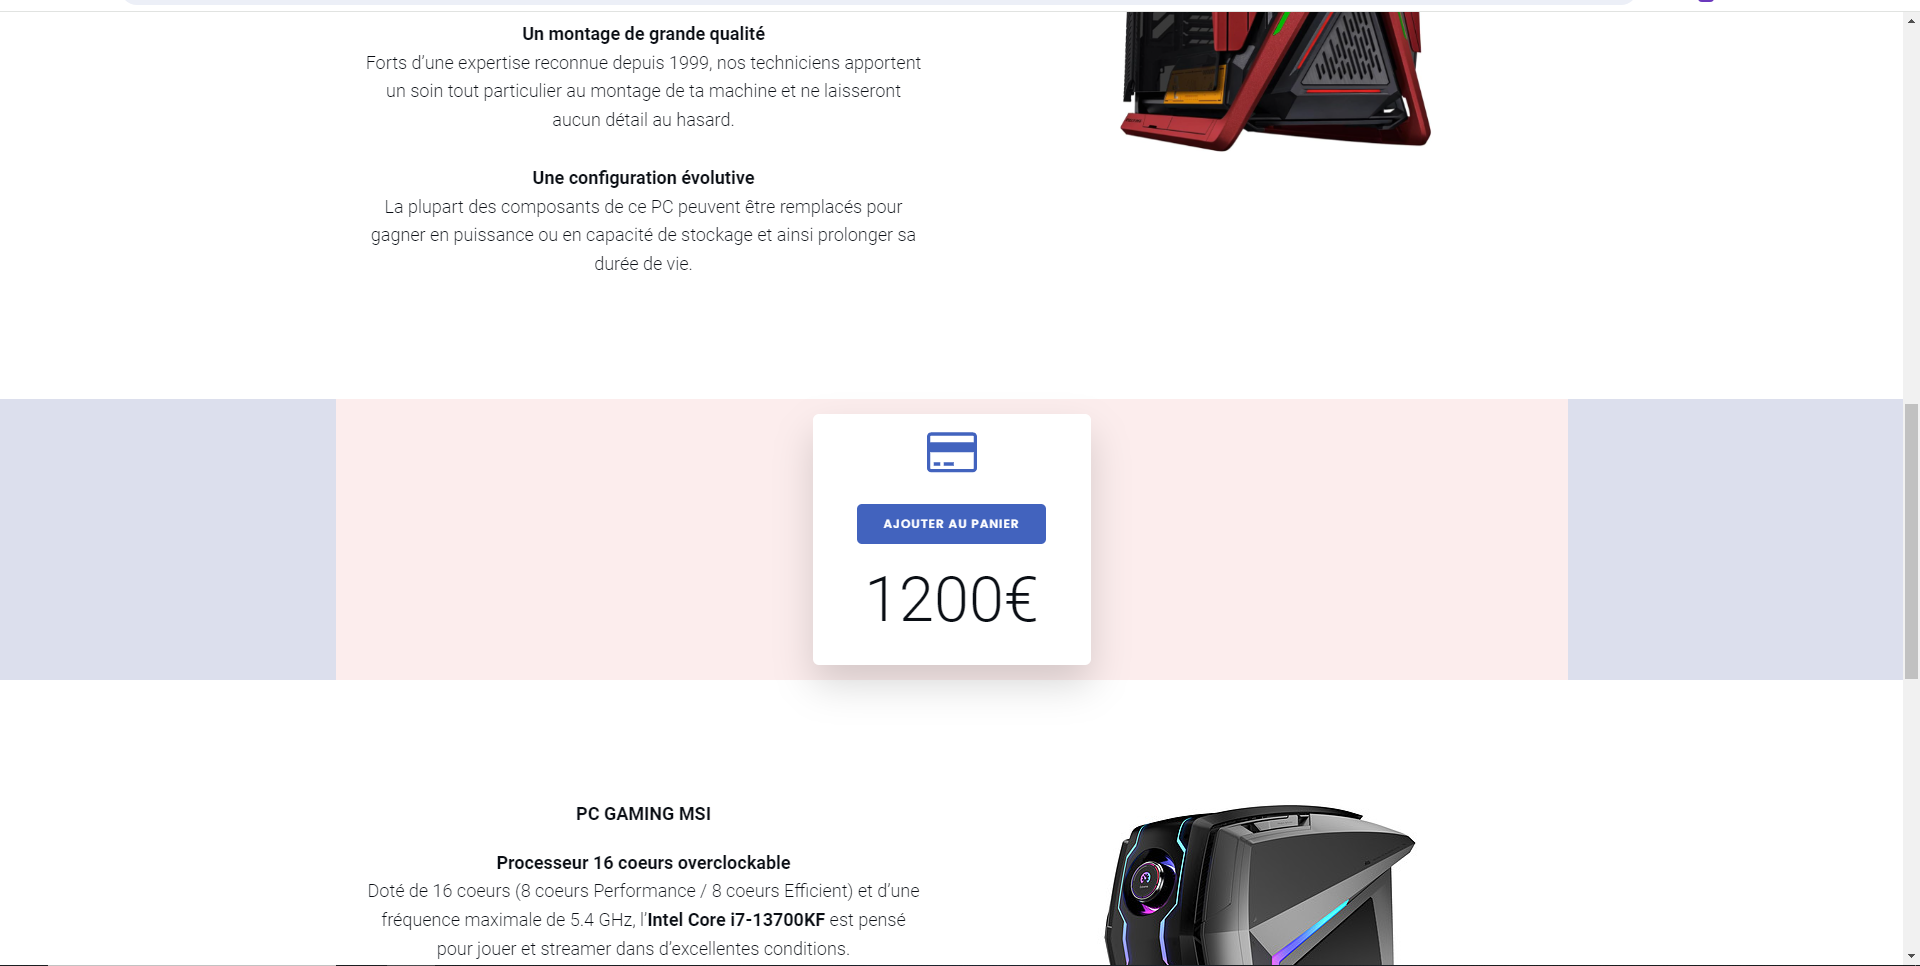 Un montage de grande qualité
Forts d’une expertise reconnue depuis 1999, nos techniciens apportent
un soin tout particulier au montage de ta machine et ne laisseront
aucun détail au hasard.
Une configuration évolutive
La plupart des composants de ce PC peuvent être remplacés pour
gagner en puissance ou en capacité de stockage et ainsi prolonger sa
durée de vie.
AJOUTER AU PANIER
1200€
PC GAMING MSI
Processeur 16 coeurs overclockable
Doté de 16 coeurs (8 coeurs Performance / 8 coeurs Efficient) et d’une
fréquence maximale de 5.4 GHz, l’Intel Core i7-13700KF est pensé
pour jouer et streamer dans d’excellentes conditions.